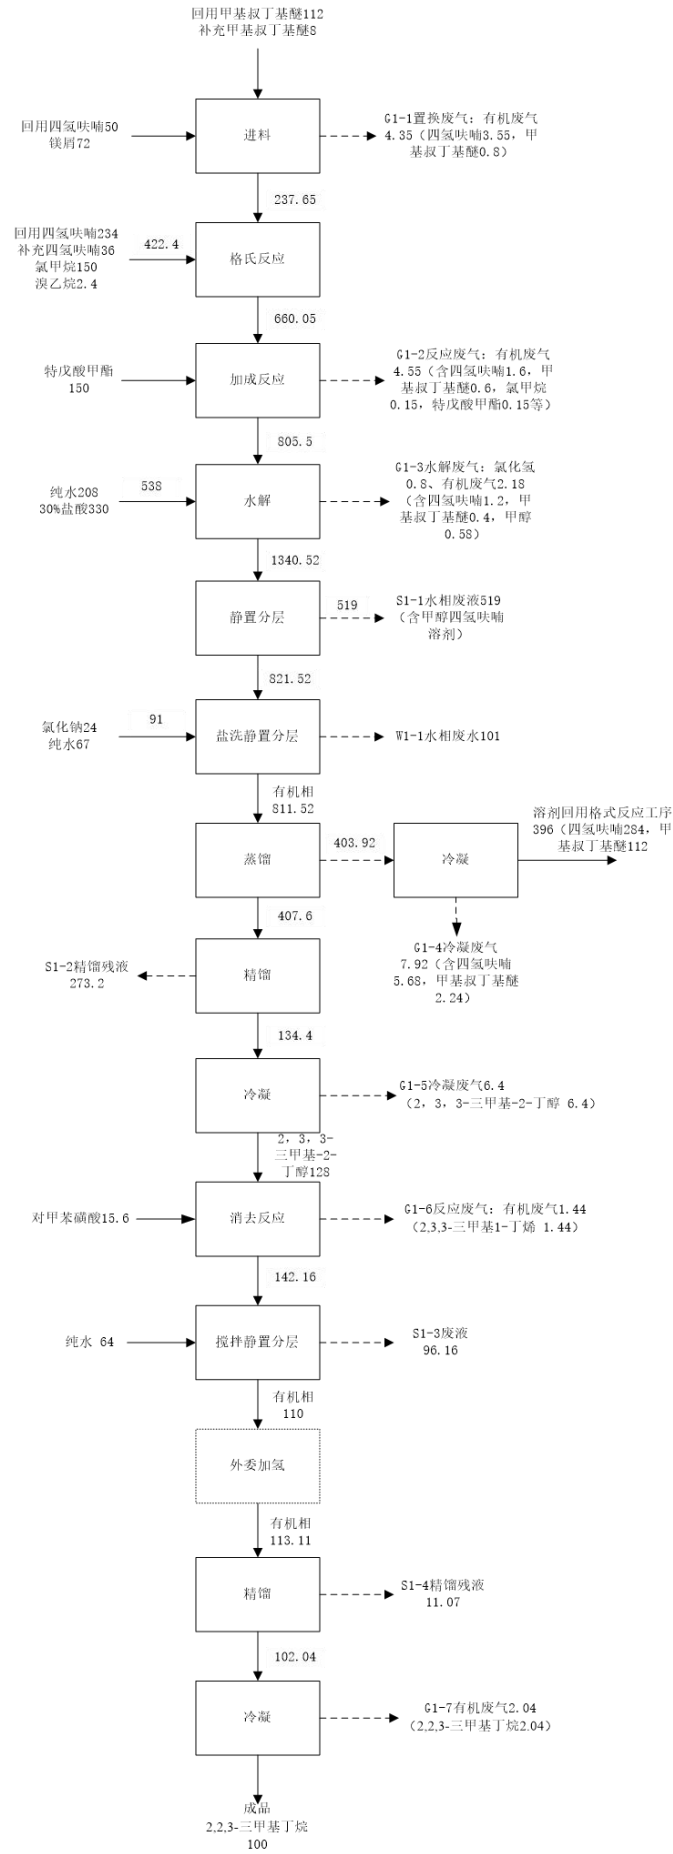 回用甲基叔丁基醚112
补充甲基叔丁基醚8
回用四氢呋喃50
镁屑72
进料
G1-1置换废气：有机废气
4.35（四氢呋喃3.55，甲
基叔丁基醚0.8）
237.65
回用四氢呋喃234
补充四氢呋喃36
氯甲烷150
溴乙烷2.4
422.4
格氏反应
660.05
特戊酸甲酯
150
加成反应
G1-2反应废气：有机废气
4.55（含四氢呋喃1.6，甲
基叔丁基醚0.6，氯甲烷
0.15，特戊酸甲酯0.15等）
805.5
纯水208
30%盐酸330
538
水解
G1-3水解废气：氯化氢
0.8、有机废气2.18
（含四氢呋喃1.2，甲
基叔丁基醚0.4，甲醇
0.58）
1340.52
静置分层
519
S1-1水相废液519
（含甲醇四氢呋喃
溶剂）
821.52
氯化钠24
纯水67
91
盐洗静置分层
W1-1水相废水101
有机相
811.52
蒸馏
403.92
冷凝
溶剂回用格式反应工序
396（四氢呋喃284，甲
基叔丁基醚112
G1-4冷凝废气
7.92（含四氢呋喃
5.68，甲基叔丁基醚
2.24）
407.6
S1-2精馏残液
273.2
精馏
134.4
冷凝
G1-5冷凝废气6.4
（2，3，3-三甲基-2-丁醇 6.4）
2，3，3-
三甲基-2-
丁醇128
对甲苯磺酸15.6
消去反应
G1-6反应废气：有机废气1.44
（2,3,3-三甲基1-丁烯 1.44）
142.16
纯水 64
搅拌静置分层
S1-3废液
96.16
有机相
110
外委加氢
有机相
113.11
精馏
S1-4精馏残液
11.07
102.04
冷凝
G1-7有机废气2.04
（2,2,3-三甲基丁烷2.04）
成品
2,2,3-三甲基丁烷
100